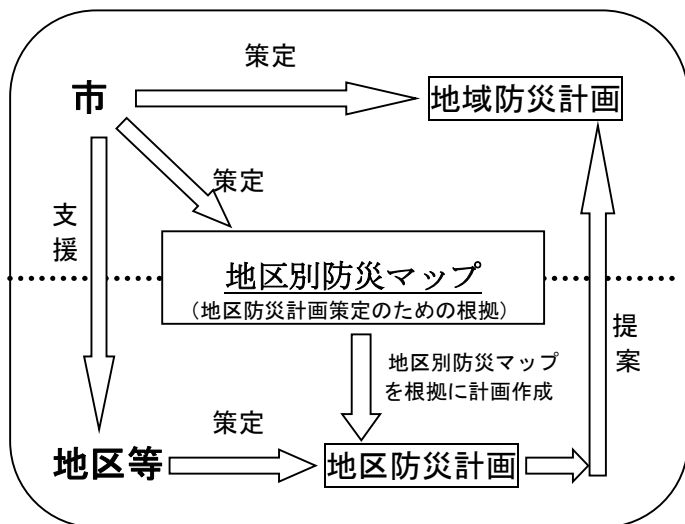 策定
市
地域防災計画
策定
支
援
地区別防災マップ
（地区防災計画策定のための根拠）
提
案
地区別防災マップ
を根拠に計画作成
策定
地区等
地区防災計画